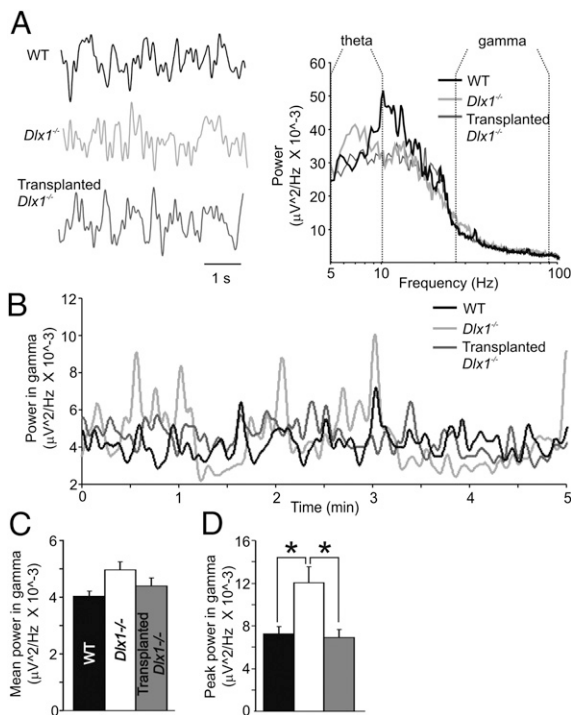 A
WT
Dlx1-/-
Transplanted
Dlx1-/-
1 s
theta
gamma
WT
Dlx1-/-
Transplanted
Dlx1-/-
Power
(μV^2/Hz X 10^-3)
60
50
40
30
20
10
5
10
100
Frequency (Hz)
B
WT
Dlx1-/-
Transplanted
Dlx1-/-
Power in gamma
(μV^2/Hz X 10^-3)
12
10
8
6
4
2
0
1
2
3
4
5
Time (min)
C
Mean power in gamma
(μV^2/Hz X 10^-3)
6
4
2
0
WT
Dlx1-/-
Transplanted
Dlx1-/-
D
Peak power in gamma
(μV^2/Hz X 10^-3)
16
12
8
4
0
*
*